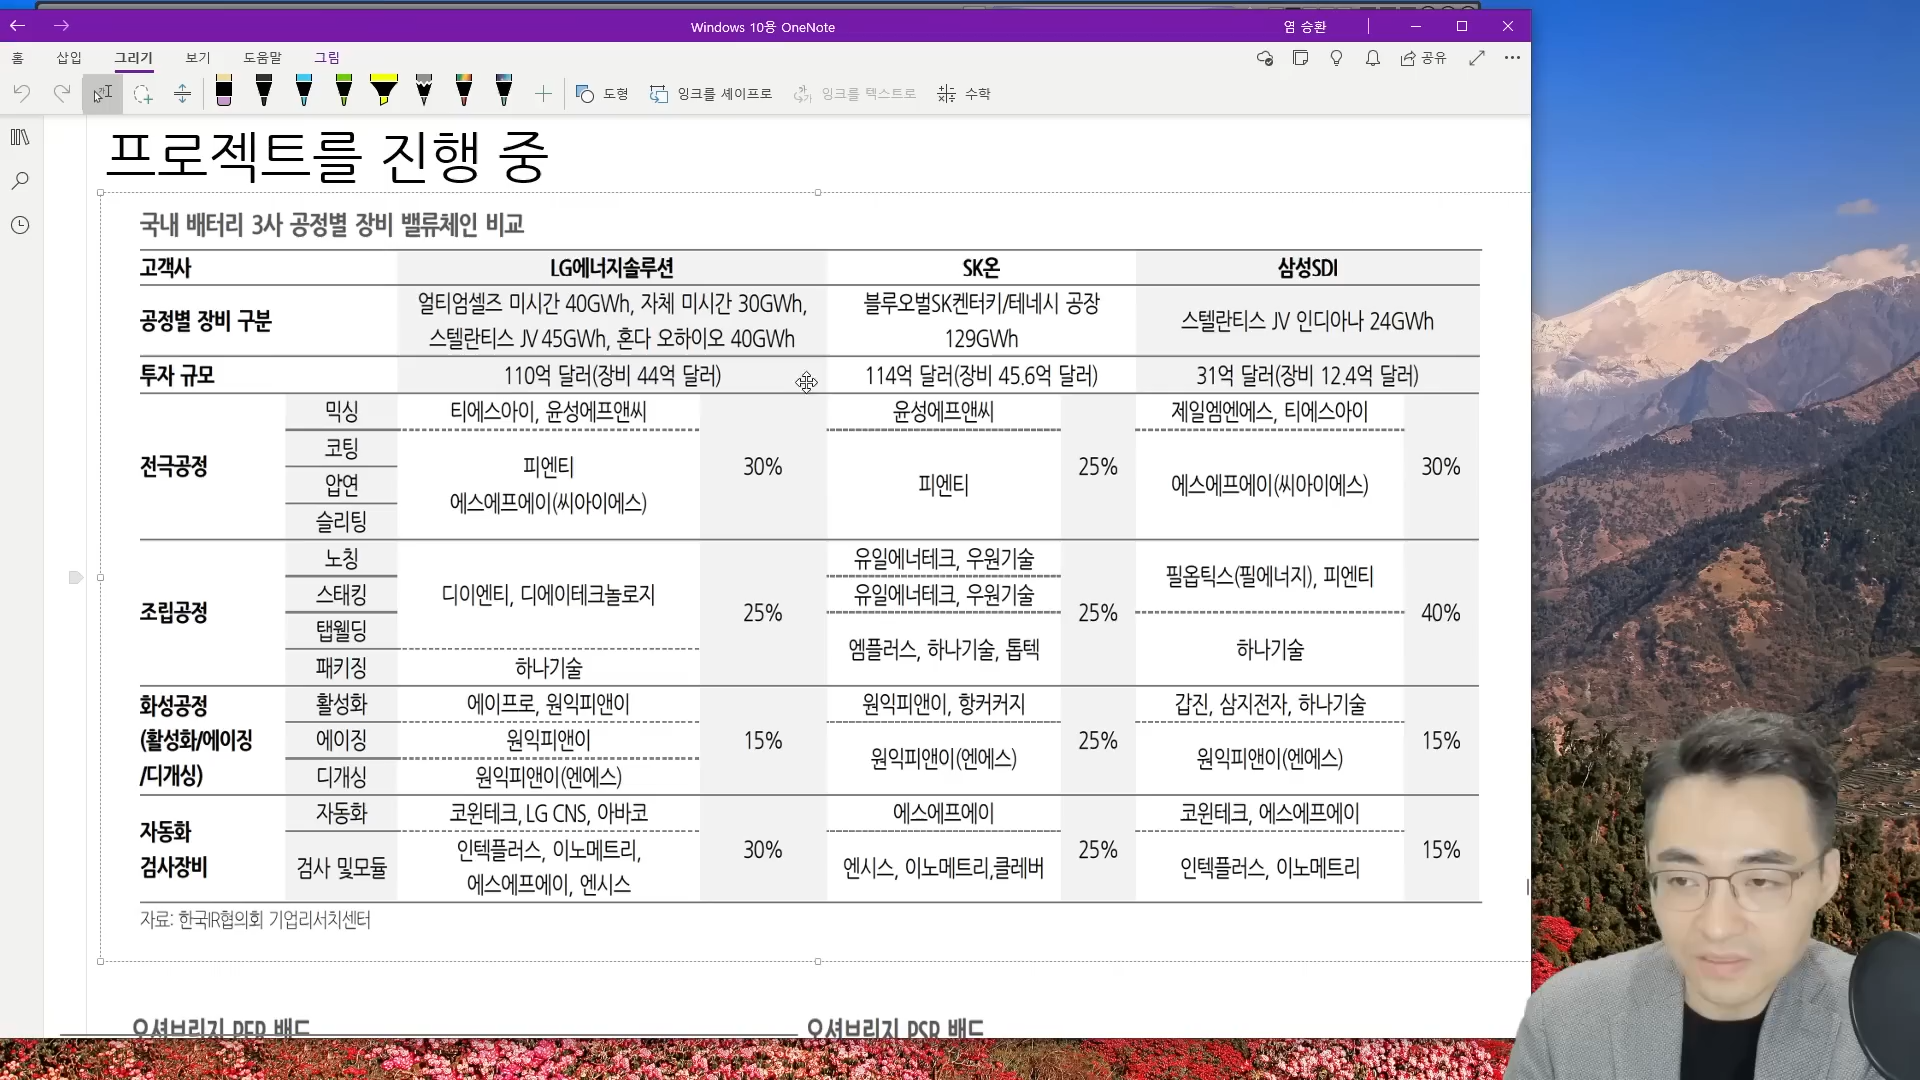 Windows 10용 OneNote
염 승환
홈 삽입 그리기 보기 도움말 그림
공유
도형 잉크를 셰이프로 잉크를 텍스트로 수학
프로젝트를 진행 중
국내 배터리 3사 공정별 장비 밸류체인 비교
고객사 LG에너지솔루션 SK온 삼성SDI
공정별 장비 구분
얼티엄셀즈 미시간 40GWh, 자체 미시간 30GWh,
스텔란티스 JV 45GWh, 혼다 오하이오 40GWh
블루오벌SK켄터키/테네시 공장
129GWh
스텔란티스 JV 인디아나 24GWh
투자 규모 110억 달러(장비 44억 달러) 114억 달러(장비 45.6억 달러) 31억 달러(장비 12.4억 달러)
전극공정
믹싱 티에스아이, 윤성에프앤씨 윤성에프앤씨 제일엠엔에스, 티에스아이
코팅
압연
슬리팅
피엔티
에스에프에이(씨아이에스)
30%
피엔티
25%
에스에프에이(씨아이에스)
30%
조립공정
노칭
스태킹
탭웰딩
패키징
디이엔티, 디에이테크놀로지
하나기술
25%
유일에너테크, 우원기술
유일에너테크, 우원기술
엠플러스, 하나기술, 톱텍
25%
필옵틱스(필에너지), 피엔티
하나기술
40%
화성공정
(활성화/에이징
/디개싱)
활성화
에이징
디개싱
에이프로, 원익피앤이
원익피앤이
원익피앤이(엔에스)
15%
원익피앤이, 항커커지
원익피앤이(엔에스)
25%
갑진, 삼지전자, 하나기술
원익피앤이(엔에스)
15%
자동화
검사장비
자동화
검사 및모듈
코윈테크, LG CNS, 아바코
인텍플러스, 이노메트리,
에스에프에이, 엔시스
30%
에스에프에이
엔시스, 이노메트리,클레버
25%
코윈테크, 에스에프에이
인텍플러스, 이노메트리
15%
자료: 한국IR협의회 기업리서치센터
오션브리지 PER 밴드 오션브리지 PSR 밴드